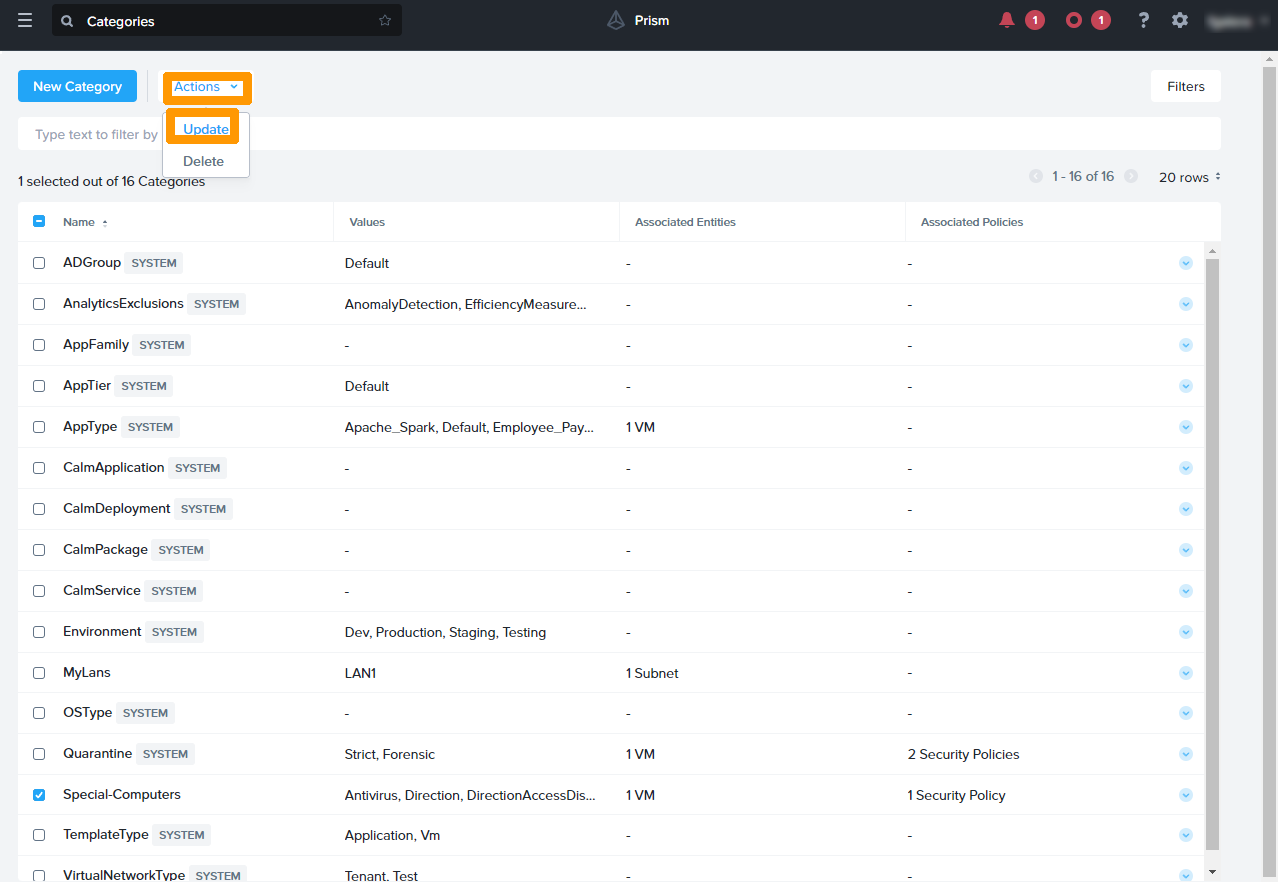 Categories
Prism
1
1
?
New Category
Actions
Filters
Type text to filter by
Update
Delete
1 selected out of 16 Categories
1 - 16 of 16
20 rows
Name Values Associated Entities Associated Policies
ADGroup SYSTEM Default - -
AnalyticsExclusions SYSTEM AnomalyDetection, EfficiencyMeasure... - -
AppFamily SYSTEM - - -
AppTier SYSTEM Default - -
AppType SYSTEM Apache_Spark, Default, Employee_Pay... 1 VM -
CalmApplication SYSTEM - - -
CalmDeployment SYSTEM - - -
CalmPackage SYSTEM - - -
CalmService SYSTEM - - -
Environment SYSTEM Dev, Production, Staging, Testing - -
MyLans LAN1 1 Subnet -
OSType SYSTEM - - -
Quarantine SYSTEM Strict, Forensic 1 VM 2 Security Policies
Special-Computers Antivirus, Direction, DirectionAccessDis... 1 VM 1 Security Policy
TemplateType SYSTEM Application, Vm - -
VirtualNetworkType SYSTEM Tenant, Test - -